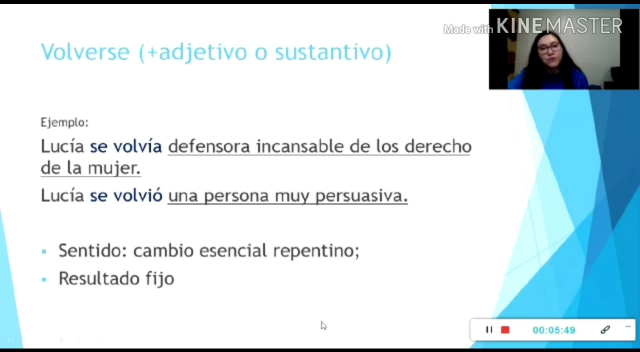 Made with KINEMASTER
Volverse (+adjetivo o sustantivo)
Ejemplo:
Lucía se volvía defensora incansable de los derecho
de la mujer.
Lucía se volvió una persona muy persuasiva.
Sentido: cambio esencial repentino;
Resultado fijo
00:05:49